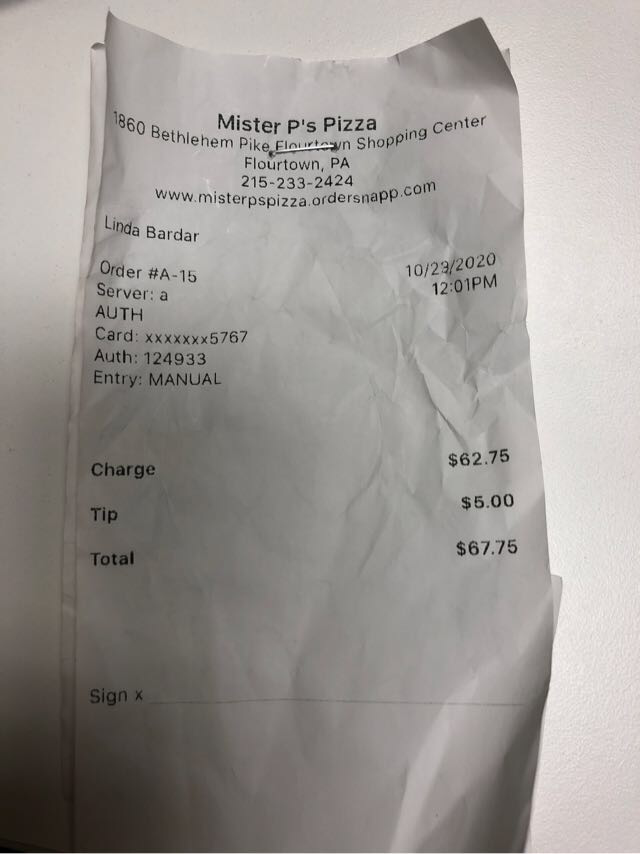 Mister P's Pizza
1860 Bethlehem Pike Flourtown Shopping Center
Flourtown, PA
215-233-2424
www.misterpspizza.ordersnapp.com
Linda Bardar
Order #A-15 10/29/2020
Server: a 12:01PM
AUTH
Card: xxxxxxx5767
Auth: 124933
Entry: MANUAL
Charge $62.75
Tip $5.00
Total $67.75
Sign x